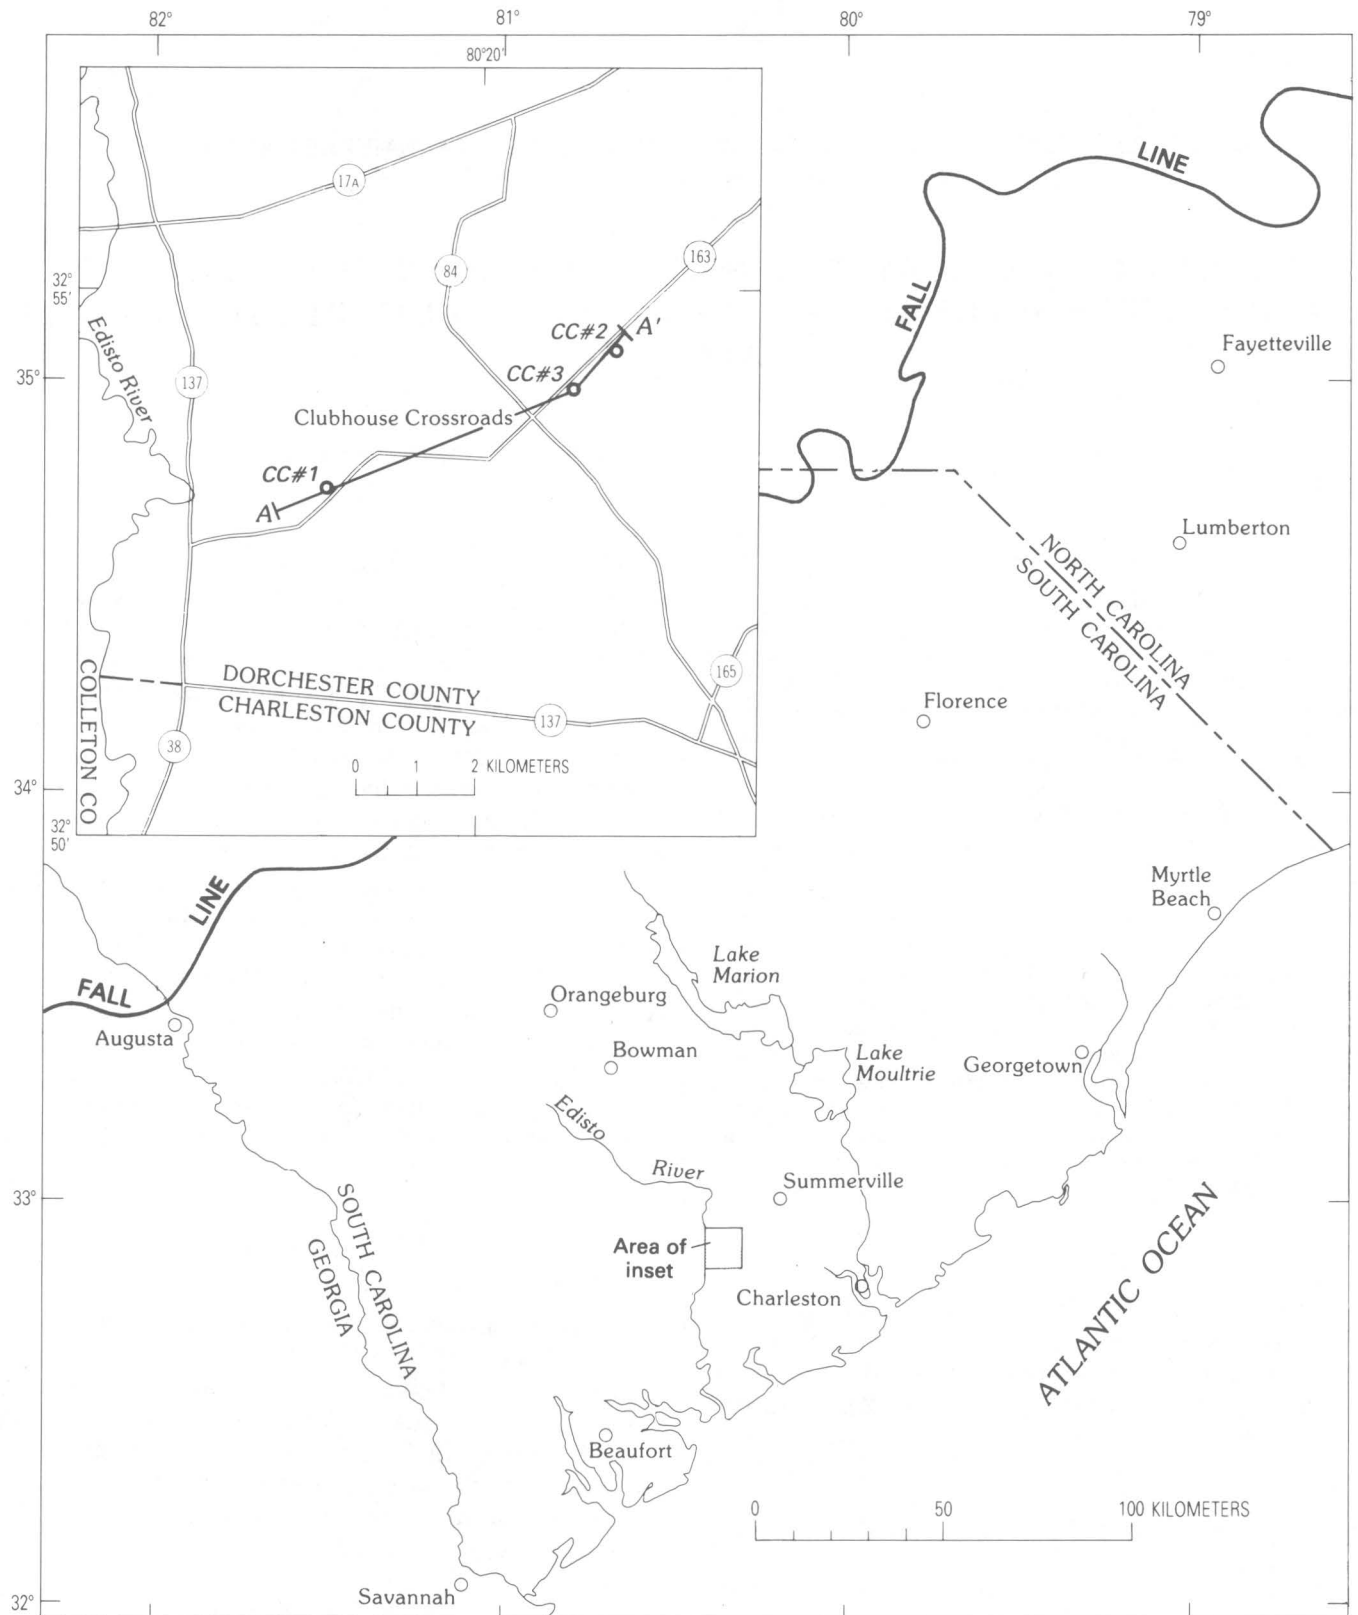 82°
81°
80°
79°
80°20'
LINE
17A
163
84
32°
55'
FALL
CC#2
A'
Fayetteville
Edisto River
35°
137
CC#3
Clubhouse Crossroads
CC#1
A
Lumberton
NORTH CAROLINA
SOUTH CAROLINA
COLLETON CO
DORCHESTER COUNTY
CHARLESTON COUNTY
165
137
38
Florence
0 1 2 KILOMETERS
34°
32°
50'
LINE
Myrtle
Beach
Lake
Marion
FALL
Orangeburg
Augusta
Bowman
Lake
Moultrie
Georgetown
Edisto
River
Summerville
33°
SOUTH CAROLINA
GEORGIA
Area of
inset
Charleston
ATLANTIC OCEAN
Beaufort
0 50 100 KILOMETERS
Savannah
32°